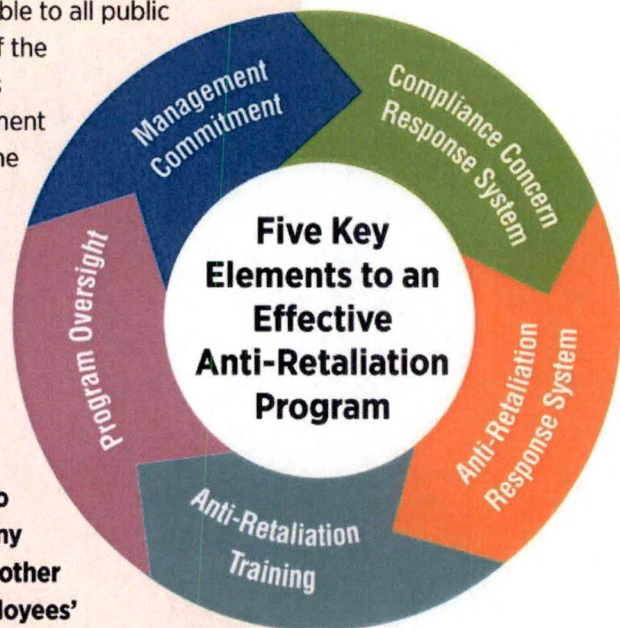 ble to all public
f the
s
ment
he
o
ny
other
loyees'
Five Key
Elements to an
Effective
Anti-Retaliation
Program
Management
Commitment
Compliance Concern
Response System
Anti-Retaliation
Response System
Anti-Retaliation
Training
Program Oversight